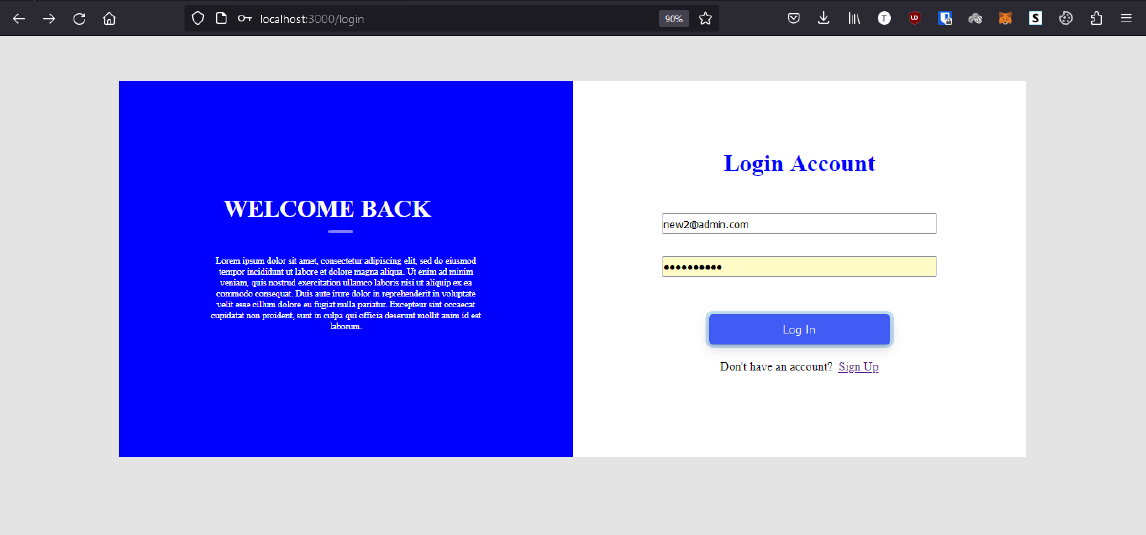 localhost:3000/login
90%
T
UD
S
WELCOME BACK
Lorem ipsum dolor sit amet, consectetur adipiscing elit, sed do eiusmod
tempor incididunt ut labore et dolore magna aliqua. Ut enim ad minim
veniam, quis nostrud exercitation ullamco laboris nisi ut aliquip ex ea
commodo consequat. Duis aute irure dolor in reprehenderit in voluptate
velit esse cillum dolore eu fugiat nulla pariatur. Excepteur sint occaecat
cupidatat non proident, sunt in culpa qui officia deserunt mollit anim id est
laborum.
Login Account
new2@admin.com
●●●●●●●●●●
Log In
Don't have an account? Sign Up